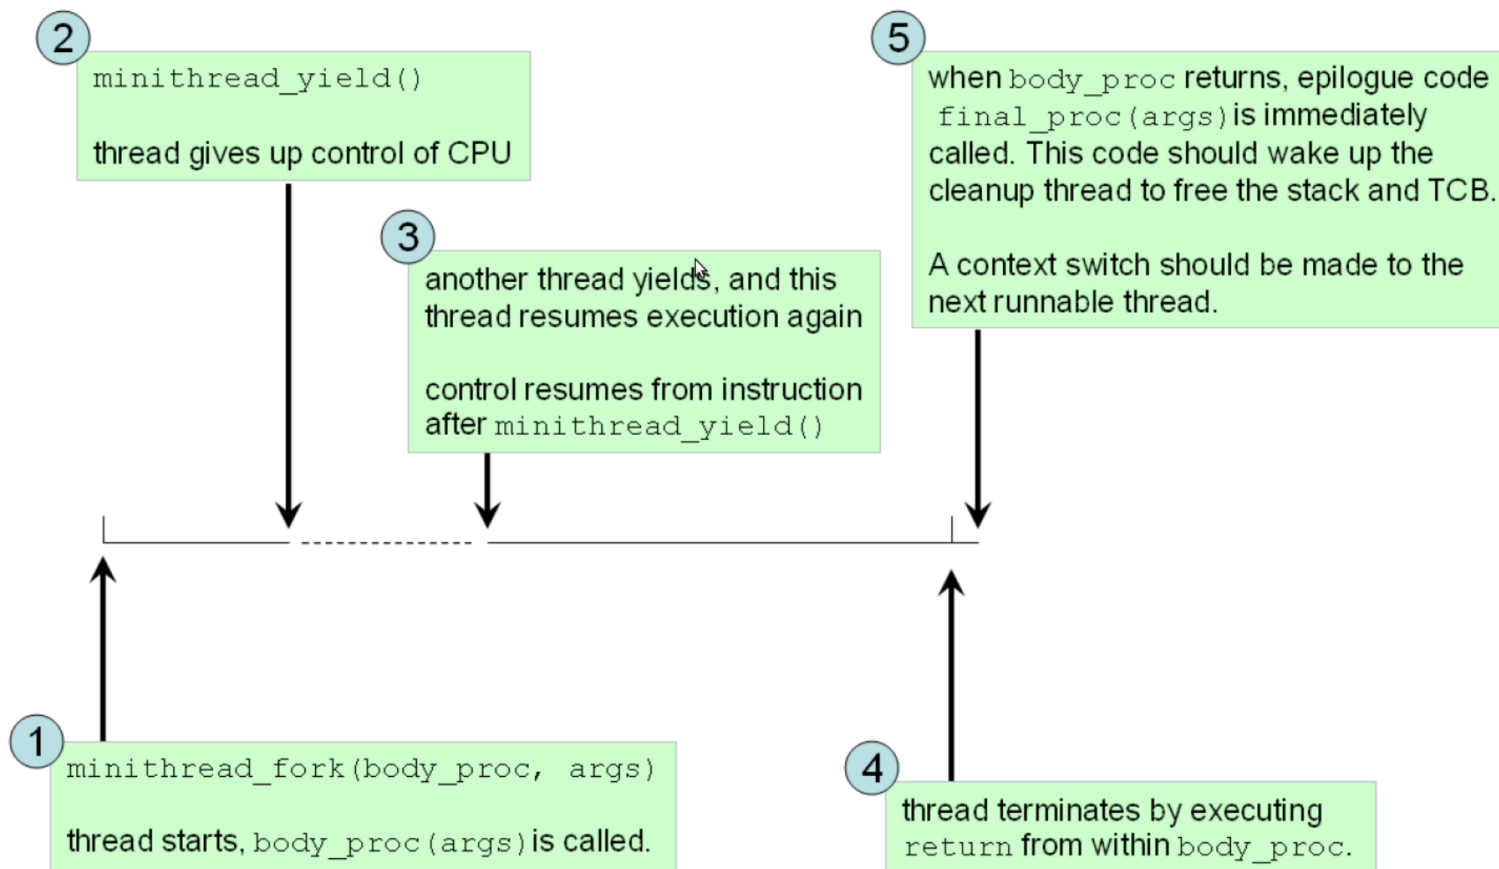 2
minithread_yield()
thread gives up control of CPU
3
another thread yields, and this
thread resumes execution again
control resumes from instruction
after minithread_yield()
5
when body_proc returns, epilogue code
final_proc(args) is immediately
called. This code should wake up the
cleanup thread to free the stack and TCB.
A context switch should be made to the
next runnable thread.
1
minithread_fork(body_proc, args)
thread starts, body_proc(args) is called.
4
thread terminates by executing
return from within body_proc.